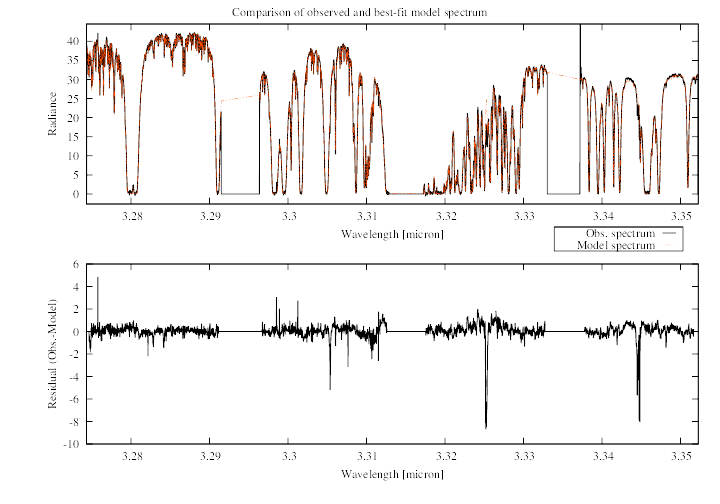 Comparison of observed and best-fit model spectrum
Radiance
40
35
30
25
20
15
10
5
0
3.28 3.29 3.3 3.31 3.32 3.33 3.34 3.35
Wavelength [micron]
Obs. spectrum
Model spectrum
Residual (Obs.-Model)
6
4
2
0
-2
-4
-6
-8
-10
3.28 3.29 3.3 3.31 3.32 3.33 3.34 3.35
Wavelength [micron]